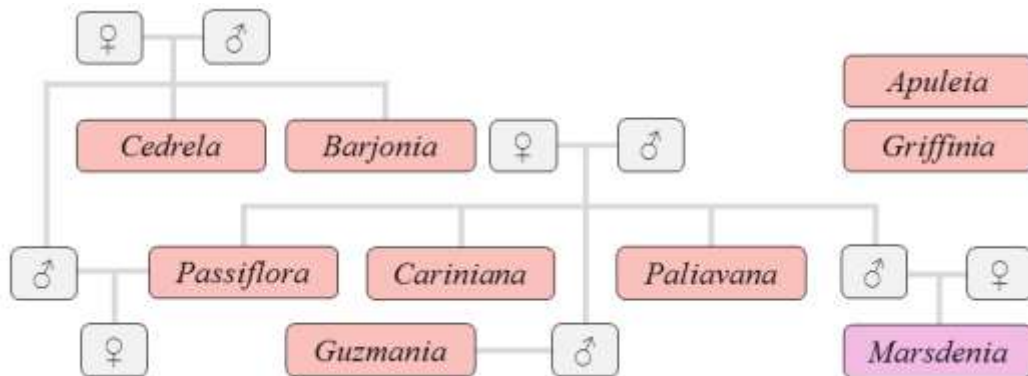 ♀ ♂
Apuleia
Cedrela Barjonia ♀ ♂ Griffinia
♂ Passiflora Cariniana Paliavana ♂ ♀
♀ Guzmania ♂ Marsdenia